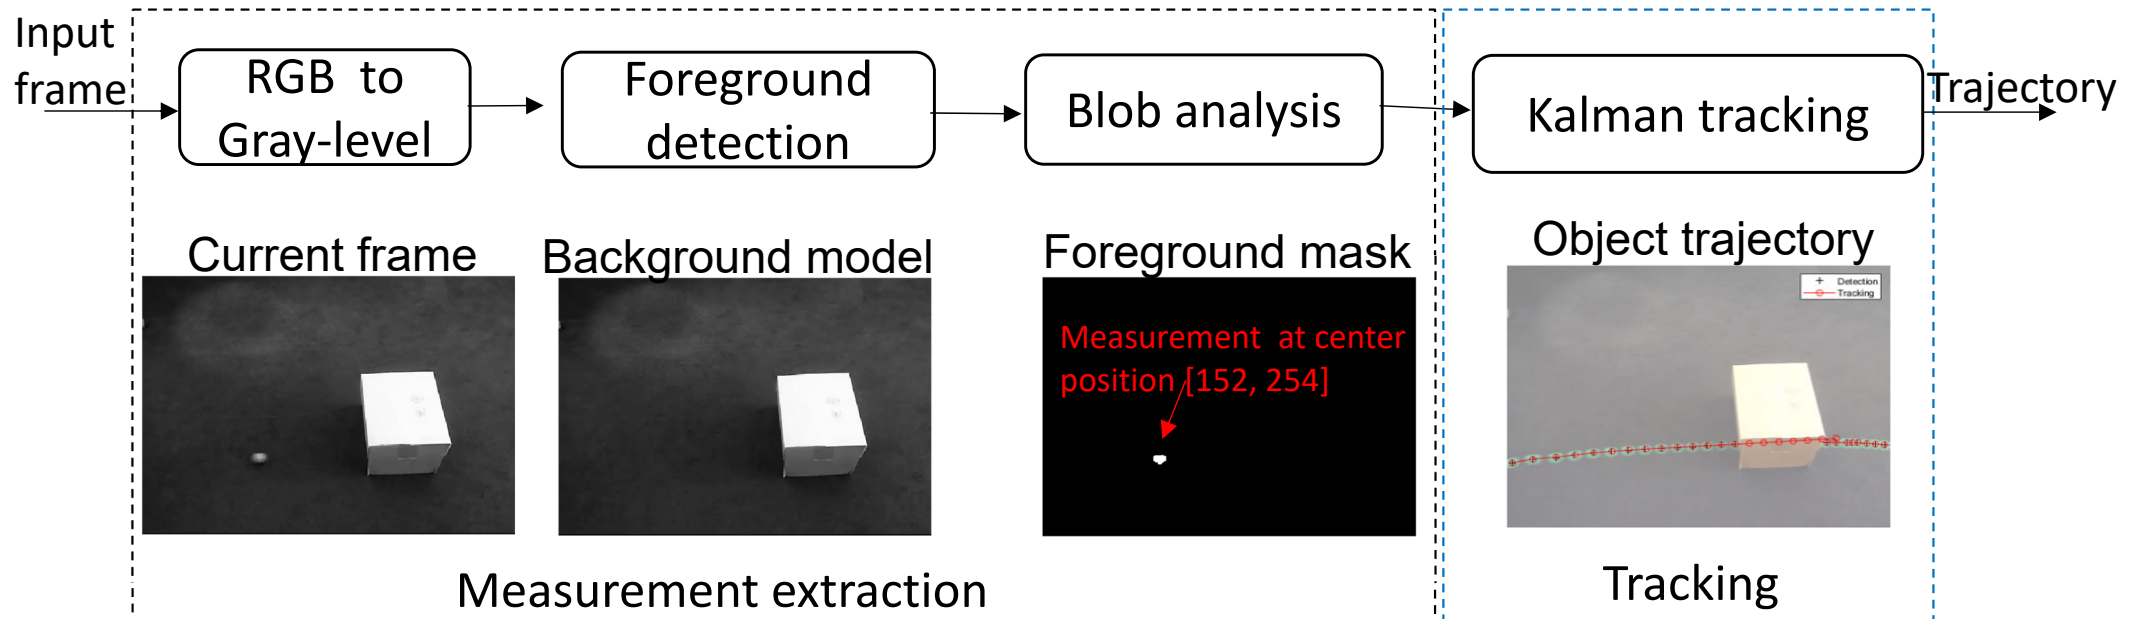 Input
frame
RGB to
Gray-level
Foreground
detection
Blob analysis
Kalman tracking
Trajectory
Current frame
Background model
Foreground mask
Object trajectory
Measurement at center
position [152, 254]
Detection
Tracking
Measurement extraction
Tracking